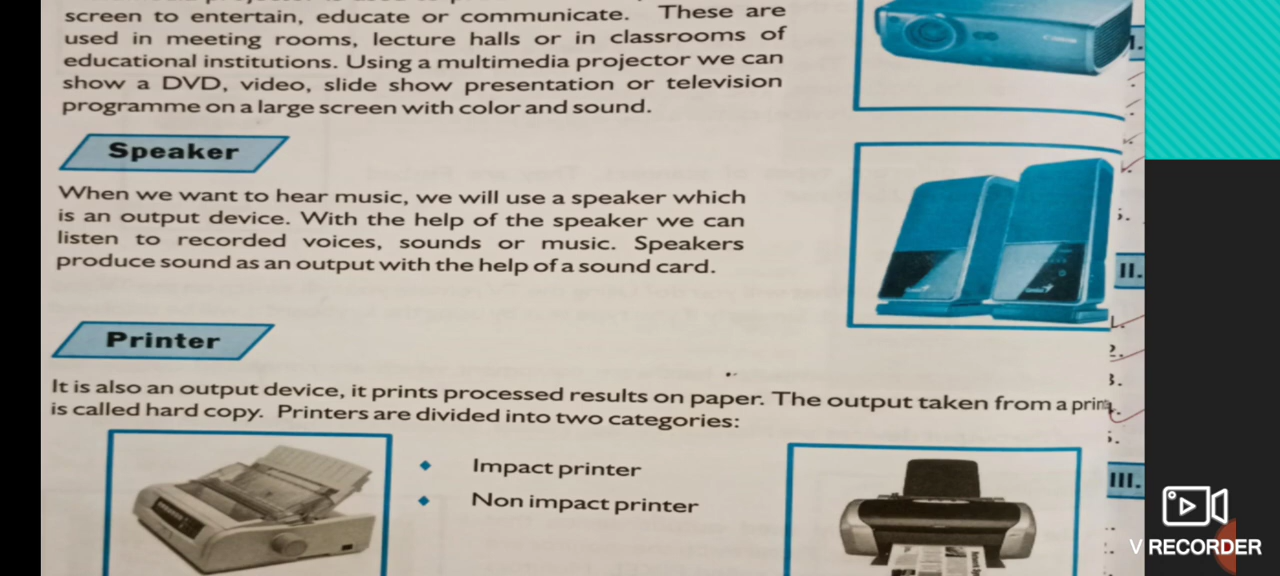 screen to entertain, educate or communicate. These are
used in meeting rooms, lecture halls or in classrooms of
educational institutions. Using a multimedia projector we can
show a DVD, video, slide show presentation or television
programme on a large screen with color and sound.
Speaker
When we want to hear music, we will use a speaker which
is an output device. With the help of the speaker we can
listen to recorded voices, sounds or music. Speakers
produce sound as an output with the help of a sound card.
Printer
It is also an output device, it prints processed results on paper. The output taken from a
is called hard copy. Printers are divided into two categories:
Impact printer
Non impact printer
II.
2.
3.
III.
V RECORDER